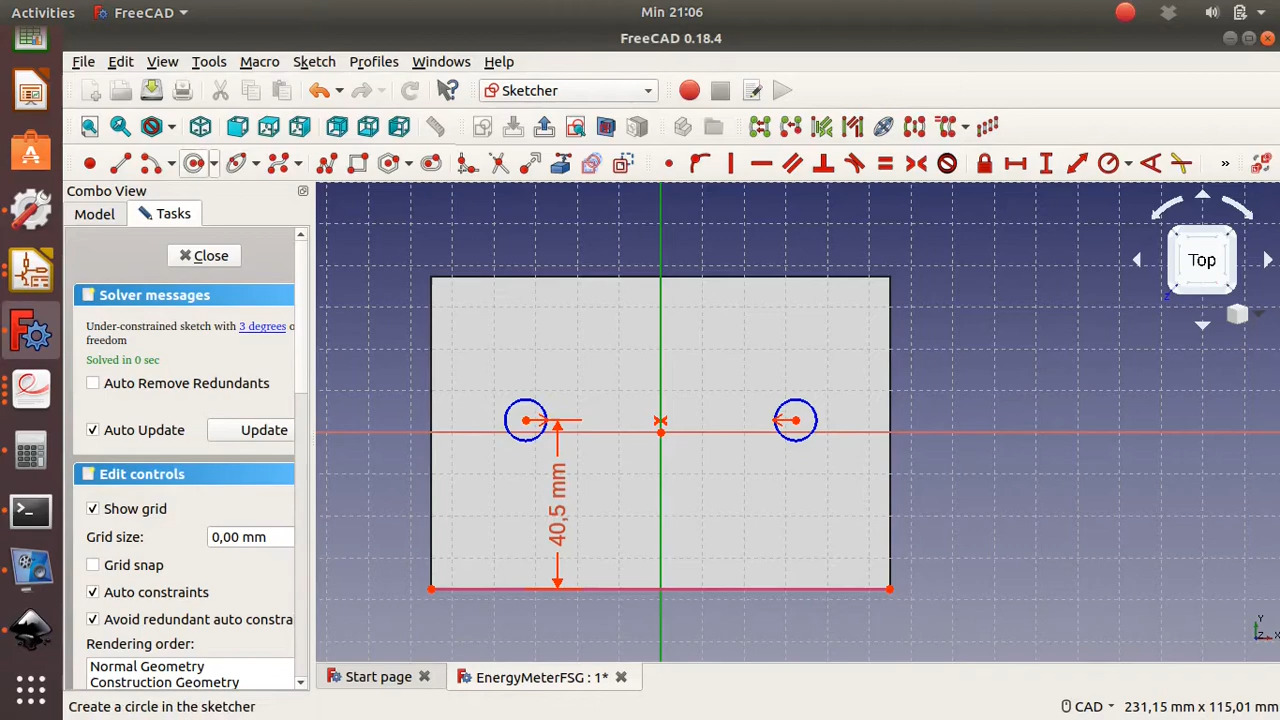 Activities
FreeCAD
Min 21:06
FreeCAD 0.18.4
File Edit View Tools Macro Sketch Profiles Windows Help
Sketcher
»
Combo View
Model Tasks
Close
Solver messages
Under-constrained sketch with 3 degrees o
freedom
Solved in 0 sec
Auto Remove Redundants
Auto Update Update
Edit controls
Show grid
Grid size: 0,00 mm
Grid snap
Auto constraints
Avoid redundant auto constra
Rendering order:
Normal Geometry
Construction Geometry
40,5 mm
Top
Z
Y
Z X
Start page
EnergyMeterFSG : 1*
Create a circle in the sketcher
CAD
231,15 mm x 115,01 mm